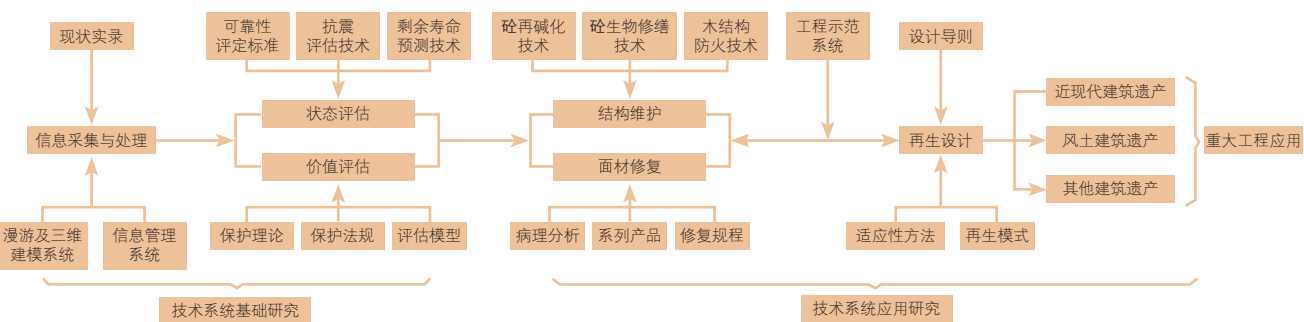 现状实录
可靠性
评定标准
抗震
评估技术
剩余寿命
预测技术
砼再碱化
技术
砼生物修缮
技术
木结构
防火技术
工程示范
系统
设计导则
信息采集与处理
状态评估
价值评估
结构维护
面材修复
再生设计
近现代建筑遗产
风土建筑遗产
其他建筑遗产
重大工程应用
漫游及三维
建模系统
信息管理
系统
保护理论
保护法规
评估模型
病理分析
系列产品
修复规程
适应性方法
再生模式
技术系统基础研究
技术系统应用研究